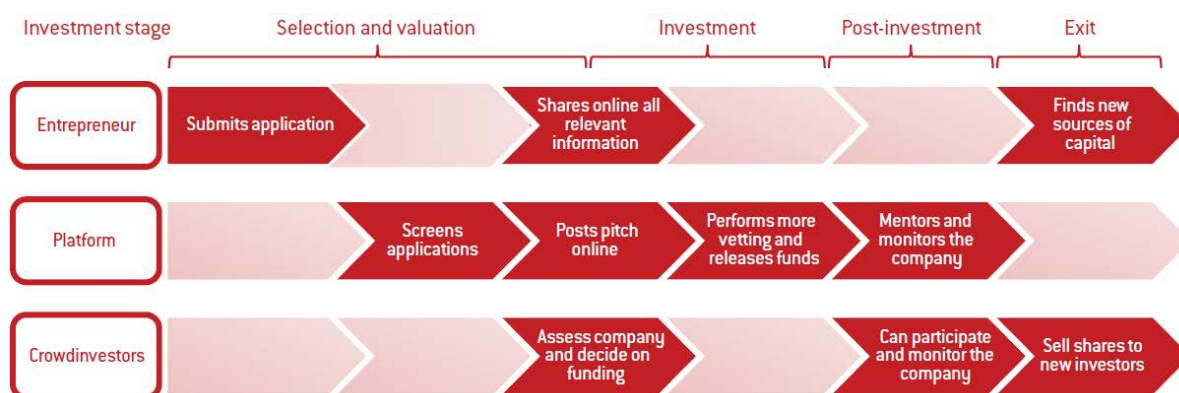 Investment stage
Selection and valuation
Investment
Post-investment
Exit
Entrepreneur
Submits application
Shares online all
relevant
information
Finds new
sources of
capital
Platform
Screens
applications
Posts pitch
online
Performs more
vetting and
releases funds
Mentors and
monitors the
company
Crowdinvestors
Assess company
and decide on
funding
Can participate
and monitor the
company
Sell shares to
new investors